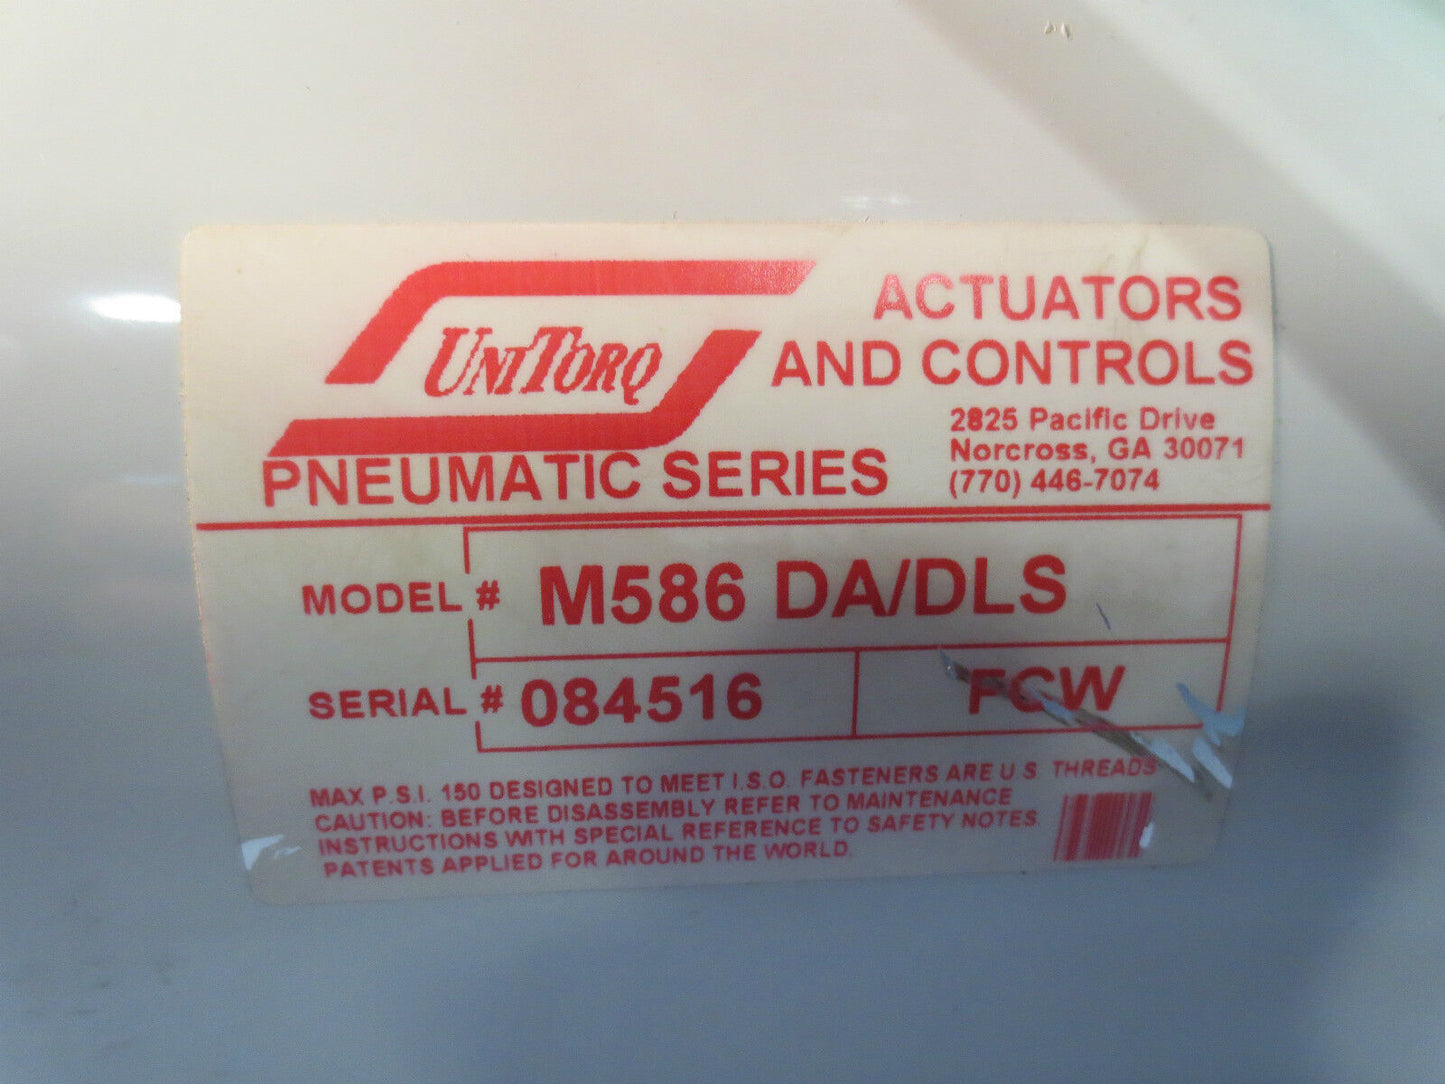 UNITORQ
ACTUATORS
AND CONTROLS
2825 Pacific Drive
Norcross, GA 30071
(770) 446-7074
PNEUMATIC SERIES
MODEL # M586 DA/DLS
SERIAL # 084516 FCW
MAX P.S.I. 150 DESIGNED TO MEET I.S.O. FASTENERS ARE U S THREADS
CAUTION: BEFORE DISASSEMBLY REFER TO MAINTENANCE
INSTRUCTIONS WITH SPECIAL REFERENCE TO SAFETY NOTES.
PATENTS APPLIED FOR AROUND THE WORLD.